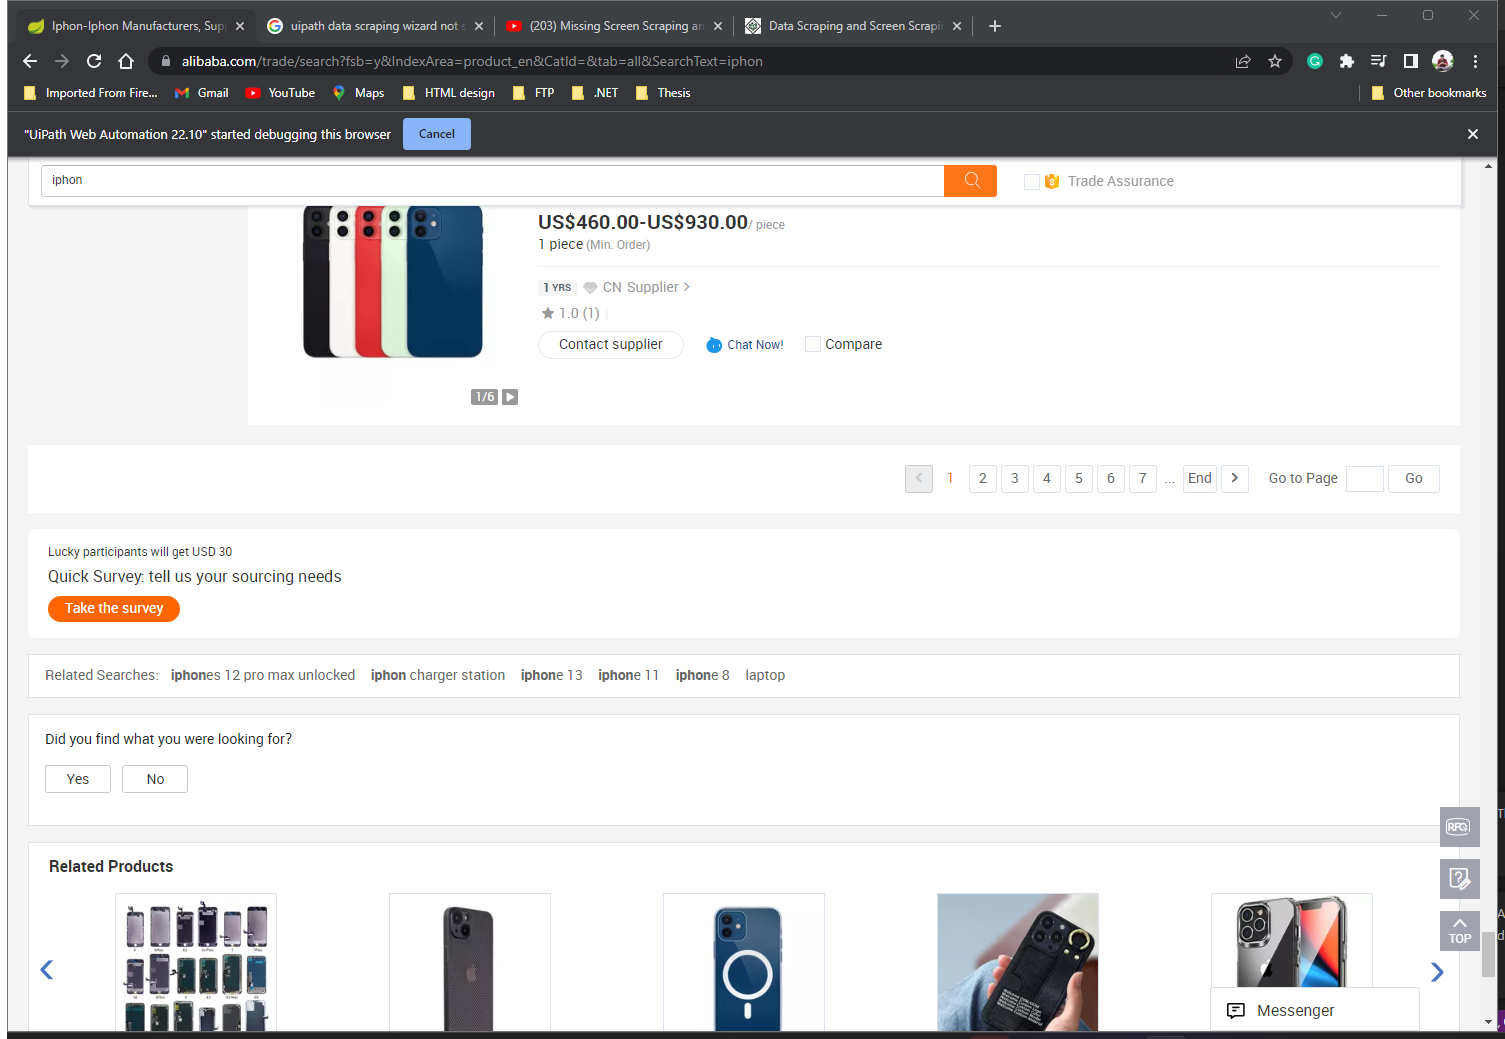 Iphon-Iphon Manufacturers, Sup
uipath data scraping wizard not s
(203) Missing Screen Scraping an
Data Scraping and Screen Scrapi
alibaba.com/trade/search?fsb=y&IndexArea=product_en&CatId=&tab=all&SearchText=iphon
Imported From Fire... Gmail YouTube Maps HTML design FTP .NET Thesis Other bookmarks
"UiPath Web Automation 22.10" started debugging this browser Cancel
iphon Trade Assurance
US$460.00-US$930.00/ piece
1 piece (Min. Order)
1 YRS CN Supplier >
1.0 (1)
Contact supplier Chat Now! Compare
1/6
< 1 2 3 4 5 6 7 ... End > Go to Page Go
Lucky participants will get USD 30
Quick Survey: tell us your sourcing needs
Take the survey
Related Searches: iphones 12 pro max unlocked iphon charger station iphone 13 iphone 11 iphone 8 laptop
Did you find what you were looking for?
Yes No
RFQ
Related Products
TOP
Messenger